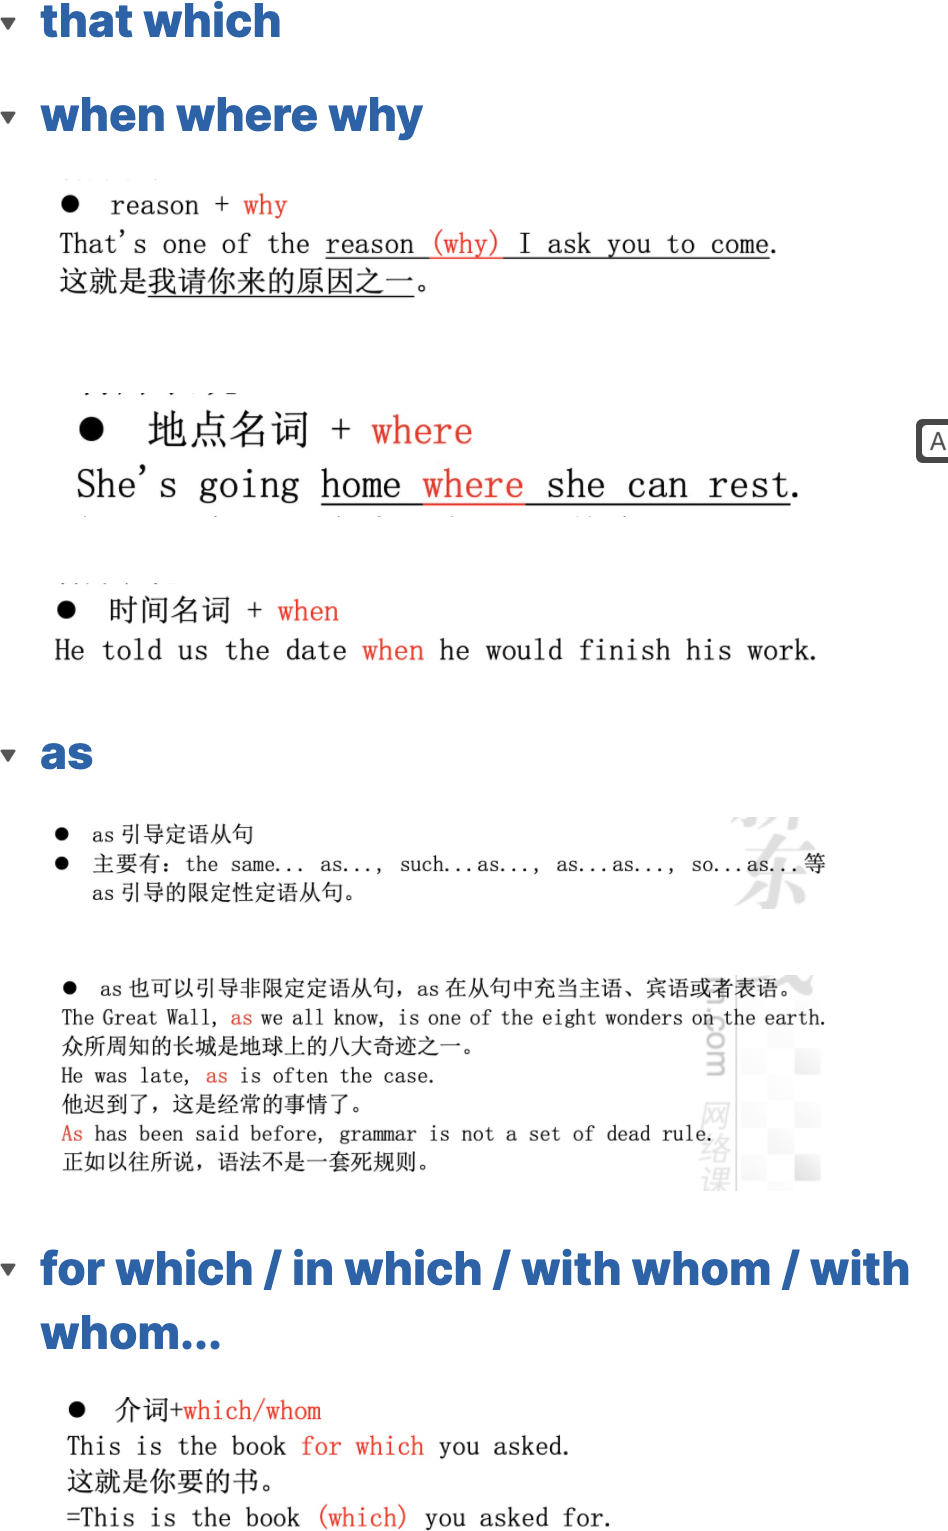 that which
when where why
● reason + why
That's one of the reason (why) I ask you to come.
这就是我请你来的原因之一。
● 地点名词 + where
A
She's going home where she can rest.
● 时间名词 + when
He told us the date when he would finish his work.
as
● as 引导定语从句
● 主要有：the same... as..., such...as..., as...as..., so...as...等
as 引导的限定性定语从句。
● as 也可以引导非限定定语从句，as 在从句中充当主语、宾语或者表语。
The Great Wall, as we all know, is one of the eight wonders on the earth.
众所周知的长城是地球上的八大奇迹之一。
He was late, as is often the case.
他迟到了，这是经常的事情了。
As has been said before, grammar is not a set of dead rule.
正如以往所说，语法不是一套死规则。
n.com 网络课
for which / in which / with whom / with
whom...
● 介词+which/whom
This is the book for which you asked.
这就是你要的书。
=This is the book (which) you asked for.